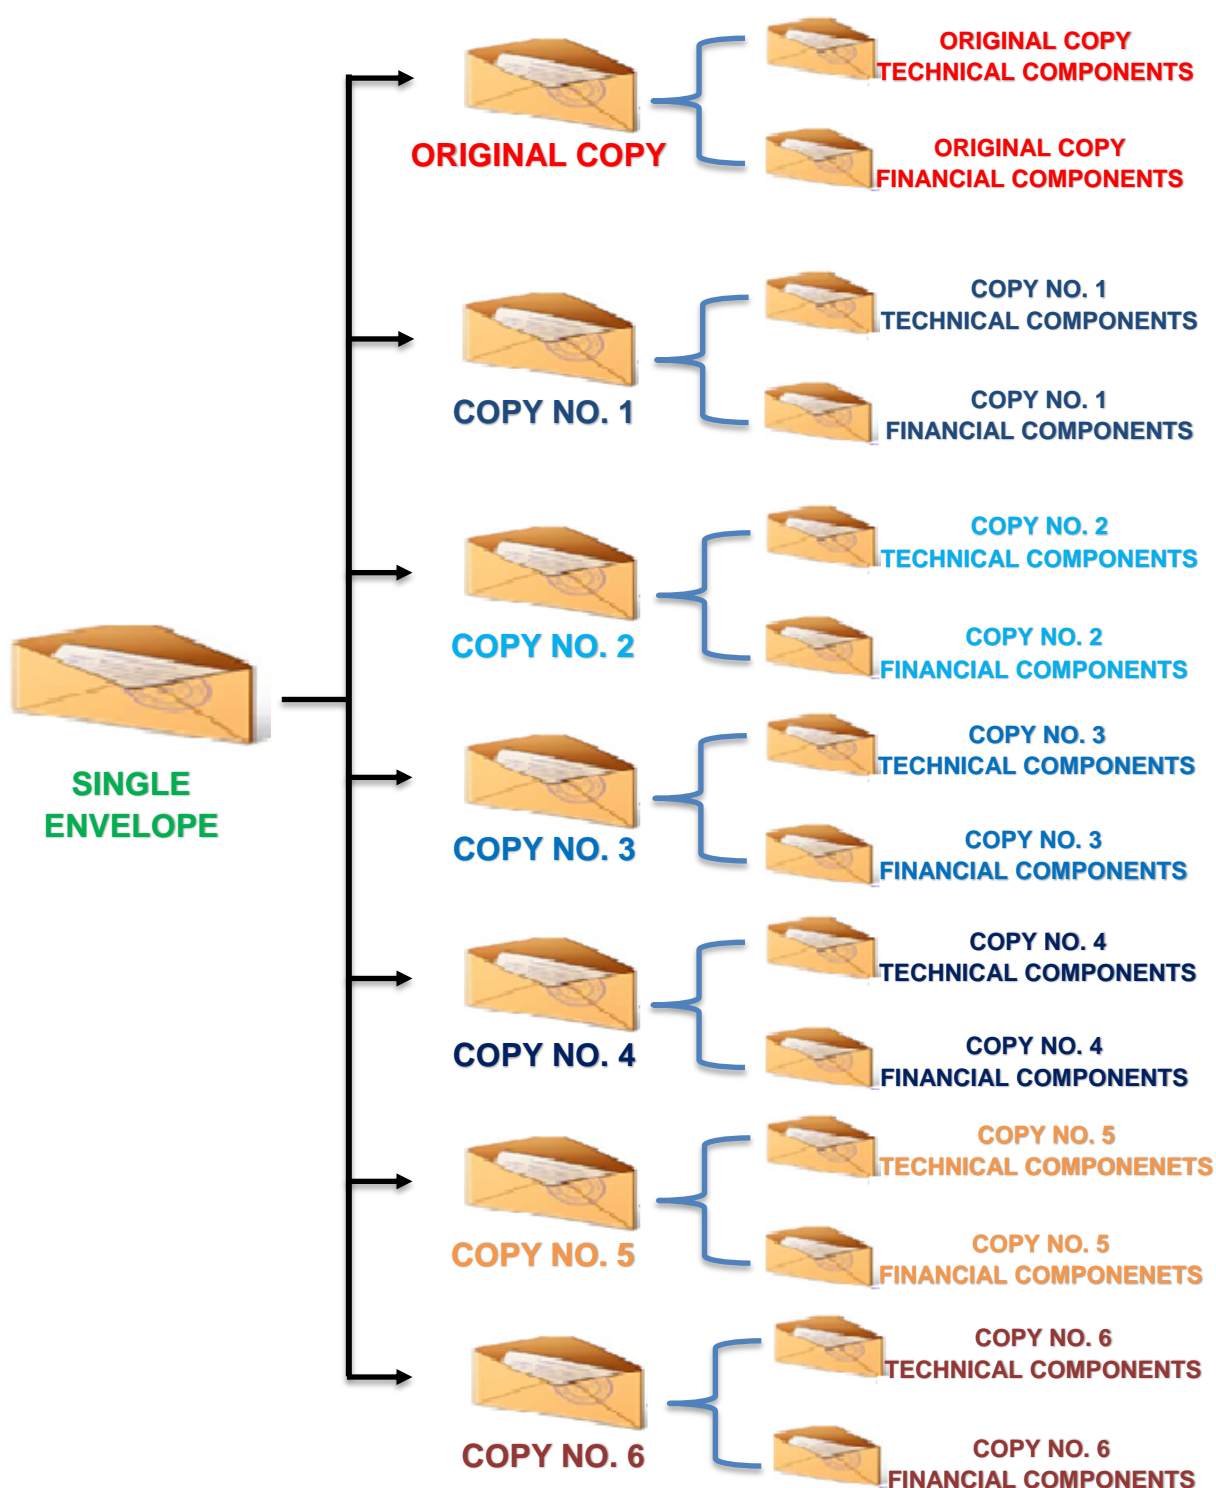 ORIGINAL COPY
TECHNICAL COMPONENTS
ORIGINAL COPY
ORIGINAL COPY
FINANCIAL COMPONENTS
COPY NO. 1
TECHNICAL COMPONENTS
COPY NO. 1
COPY NO. 1
FINANCIAL COMPONENTS
COPY NO. 2
TECHNICAL COMPONENTS
COPY NO. 2
COPY NO. 2
FINANCIAL COMPONENTS
SINGLE
ENVELOPE
COPY NO. 3
TECHNICAL COMPONENTS
COPY NO. 3
COPY NO. 3
FINANCIAL COMPONENTS
COPY NO. 4
TECHNICAL COMPONENTS
COPY NO. 4
COPY NO. 4
FINANCIAL COMPONENTS
COPY NO. 5
TECHNICAL COMPONENETS
COPY NO. 5
COPY NO. 5
FINANCIAL COMPONENETS
COPY NO. 6
TECHNICAL COMPONENTS
COPY NO. 6
COPY NO. 6
FINANCIAL COMPONENTS